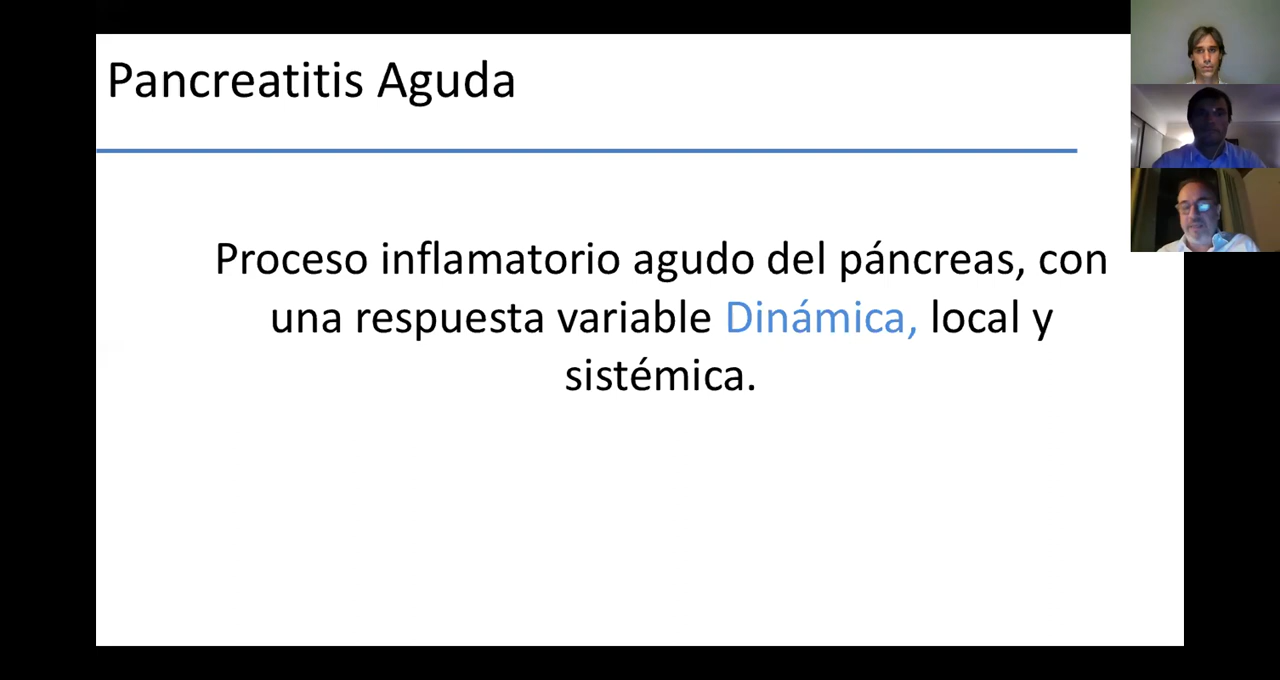 Pancreatitis Aguda
Proceso inflamatorio agudo del páncreas, con
una respuesta variable Dinámica, local y
sistémica.